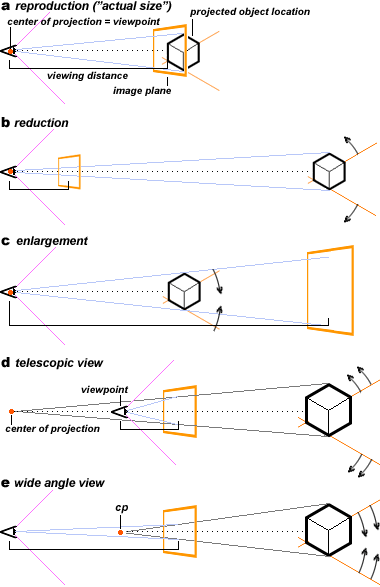 a reproduction ("actual size")
center of projection = viewpoint
projected object location
viewing distance
image plane
b reduction
c enlargement
d telescopic view
viewpoint
center of projection
e wide angle view
cp